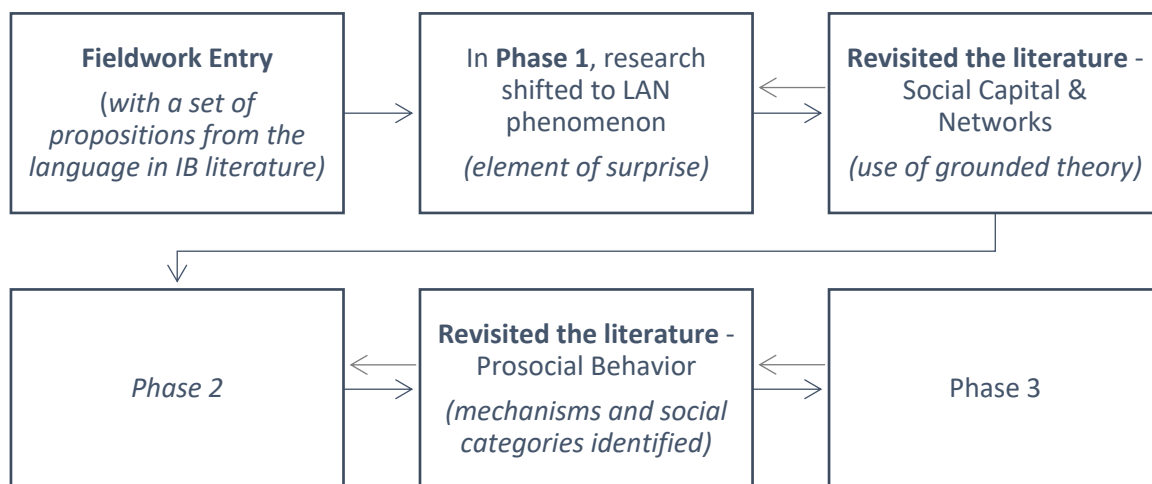 Fieldwork Entry
(with a set of
propositions from the
language in IB literature)
In Phase 1, research
shifted to LAN
phenomenon
(element of surprise)
Revisited the literature -
Social Capital &
Networks
(use of grounded theory)
Phase 2
Revisited the literature -
Prosocial Behavior
(mechanisms and social
categories identified)
Phase 3